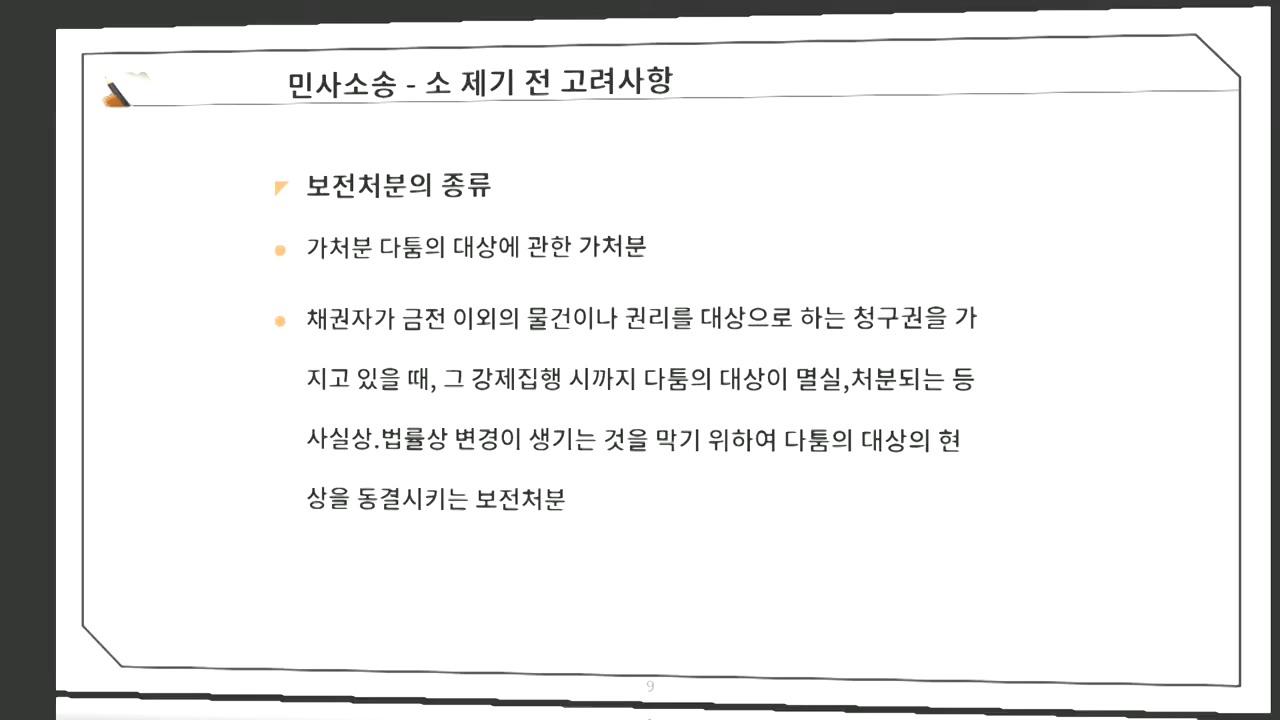 민사소송 - 소 제기 전 고려사항
보전처분의 종류
가처분 다툼의 대상에 관한 가처분
채권자가 금전 이외의 물건이나 권리를 대상으로 하는 청구권을 가
지고 있을 때, 그 강제집행 시까지 다툼의 대상이 멸실,처분되는 등
사실상.법률상 변경이 생기는 것을 막기 위하여 다툼의 대상의 현
상을 동결시키는 보전처분
9